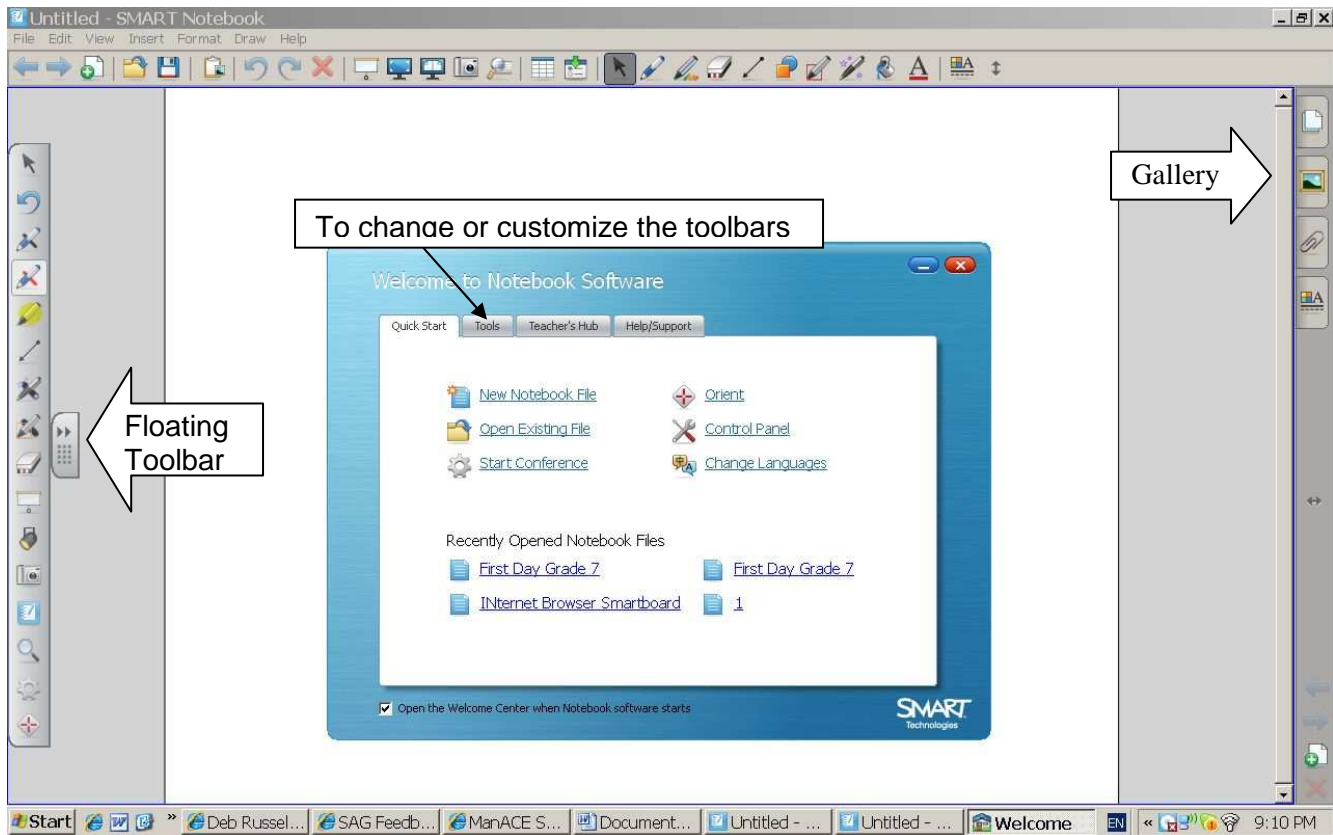 Untitled - SMART Notebook
File Edit View Insert Format Draw Help
Gallery
To change or customize the toolbars
Welcome to Notebook Software
Quick Start Tools Teacher's Hub Help/Support
New Notebook File Orient
Open Existing File Control Panel
Start Conference Change Languages
Floating
Toolbar
Recently Opened Notebook Files
First Day Grade 7 First Day Grade 7
INternet Browser Smartboard 1
Open the Welcome Center when Notebook software starts
SMART
Technologies
Start Deb Russel... SAG Feedb... ManACE S... Document... Untitled - ... Untitled - ... Welcome EN 9:10 PM